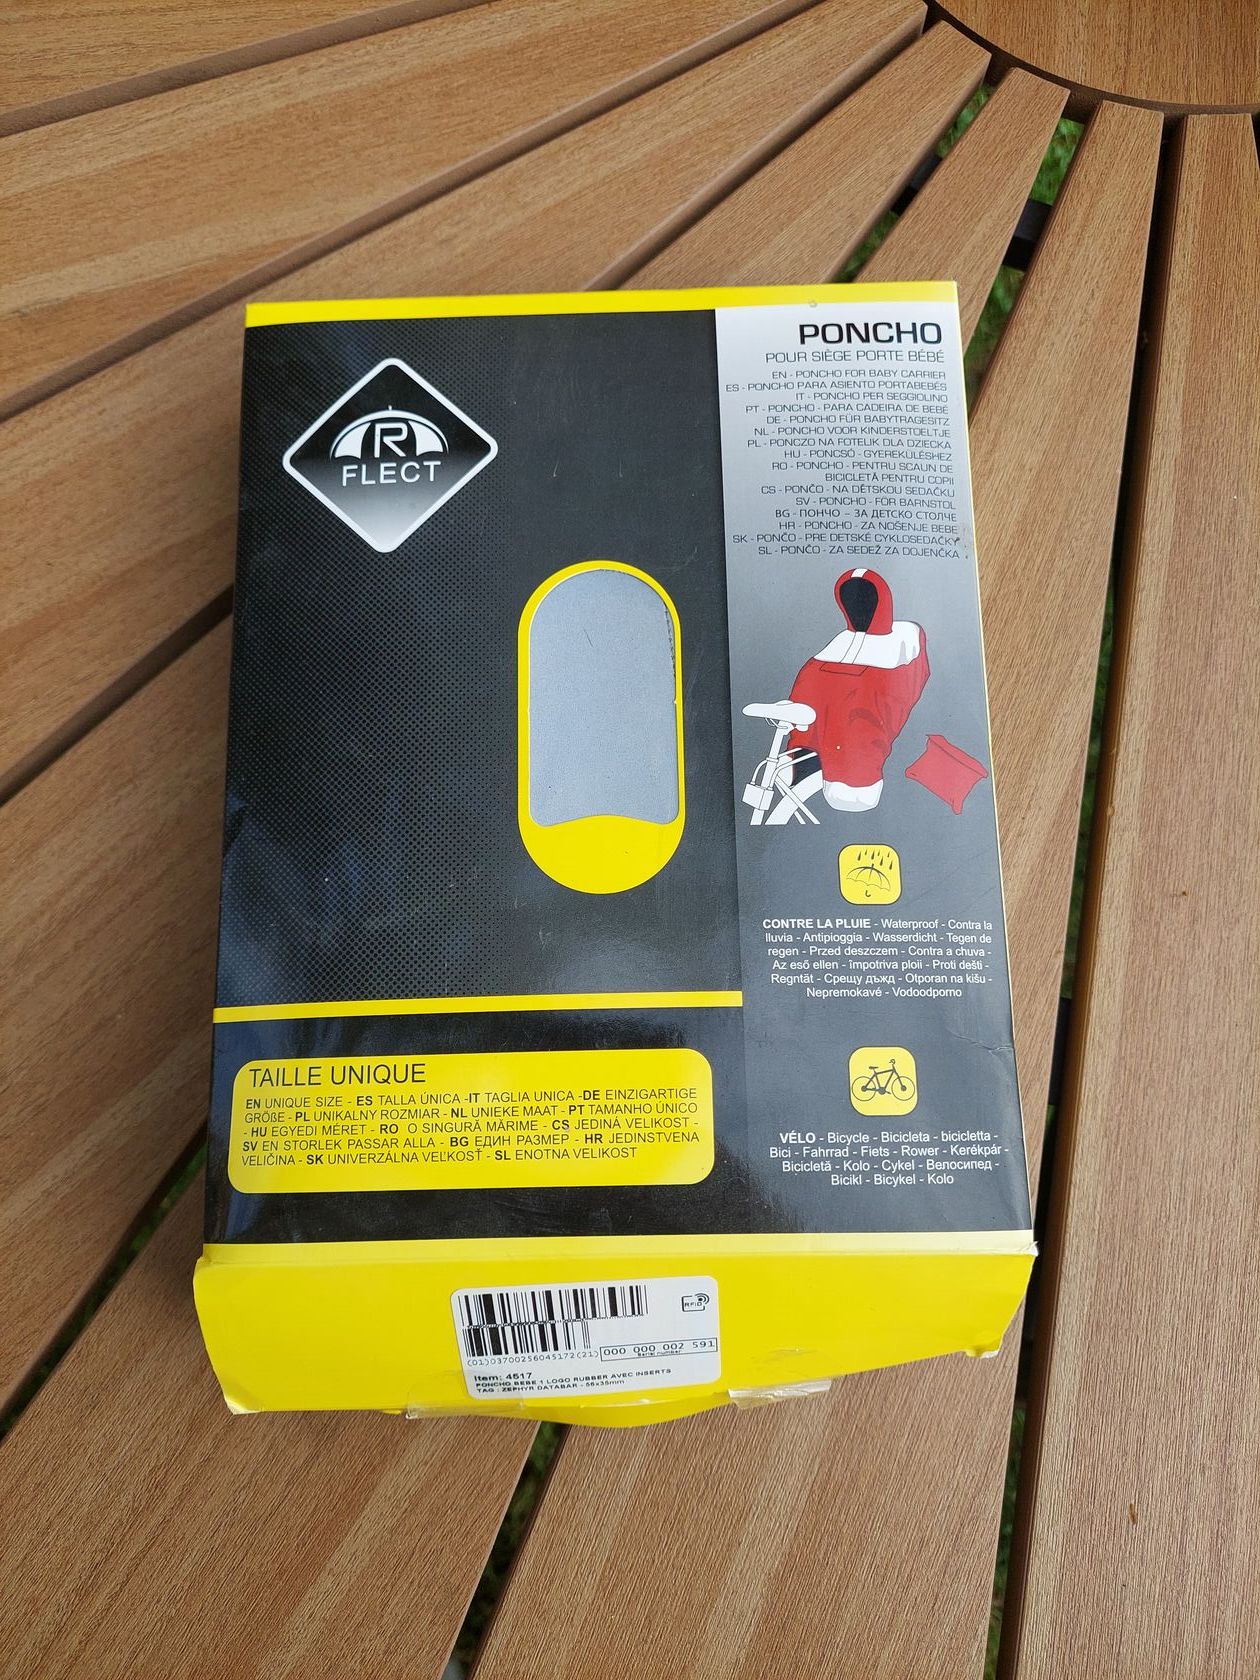 R
FLECT
PONCHO
POUR SIÈGE PORTE BÉBÉ
EN - PONCHO FOR BABY CARRIER
ES - PONCHO PARA ASIENTO PORTABEBÉS
IT - PONCHO PER SEGGIOLINO
PT - PONCHO - PARA CADEIRA DE BEBÉ
DE - PONCHO FÜR BABYTRAGESITZ
NL - PONCHO VOOR KINDERSTOELTJE
PL - PONCZO NA FOTELIK DLA DZIECKA
HU - PONCSÓ - GYEREKÜLÉSHEZ
RO - PONCHO - PENTRU SCAUN DE
BICICLETĂ PENTRU COPII
CS - PONČO - NA DĚTSKOU SEDAČKU
SV - PONCHO - FÖR BARNSTOL
BG - ПОНЧО – ЗА ДЕТСКО СТОЛЧЕ
HR - PONCHO - ZA NOŠENJE BEBE
SK - PONČO - PRE DETSKÉ CYKLOSEDAČKY
SL - PONČO - ZA SEDEŽ ZA DOJENČKA
CONTRE LA PLUIE - Waterproof - Contra la
lluvia - Antipioggia - Wasserdicht - Tegen de
regen - Przed deszczem - Contra a chuva -
Az eső ellen - împotriva ploii - Proti dešti -
Regntät - Срещу дъжд - Otporan na kišu -
Nepremokavé - Vodoodporno
VÉLO - Bicycle - Bicicleta - bicicletta -
Bici - Fahrrad - Fiets - Rower - Kerékpár -
Bicicletă - Kolo - Cykel - Велосипед -
Bicikl - Bicykel - Kolo
TAILLE UNIQUE
EN UNIQUE SIZE - ES TALLA ÚNICA -IT TAGLIA UNICA -DE EINZIGARTIGE
GRÖßE - PL UNIKALNY ROZMIAR - NL UNIEKE MAAT - PT TAMANHO ÚNICO
- HU EGYEDI MÉRET - RO O SINGURĂ MĂRIME - CS JEDINÁ VELIKOST -
SV EN STORLEK PASSAR ALLA - BG ЕДИН РАЗМЕР - HR JEDINSTVENA
VELIČINA - SK UNIVERZÁLNA VEĽKOSŤ - SL ENOTNA VELIKOST
RFID
(01)03700256045172(21) 000 000 002 591
Serial number
Item: 4517
PONCHO BEBE 1 LOGO RUBBER AVEC INSERTS
TAG : ZEPHYR DATABAR - 56x35mm